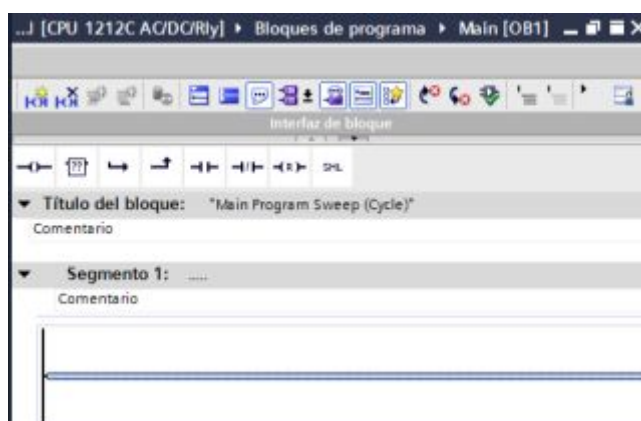 ...] [CPU 1212C AC/DC/Rly] ▸ Bloques de programa ▸ Main [OB1]
Interfaz de bloque
??
Título del bloque: "Main Program Sweep (Cycle)"
Comentario
Segmento 1: .....
Comentario